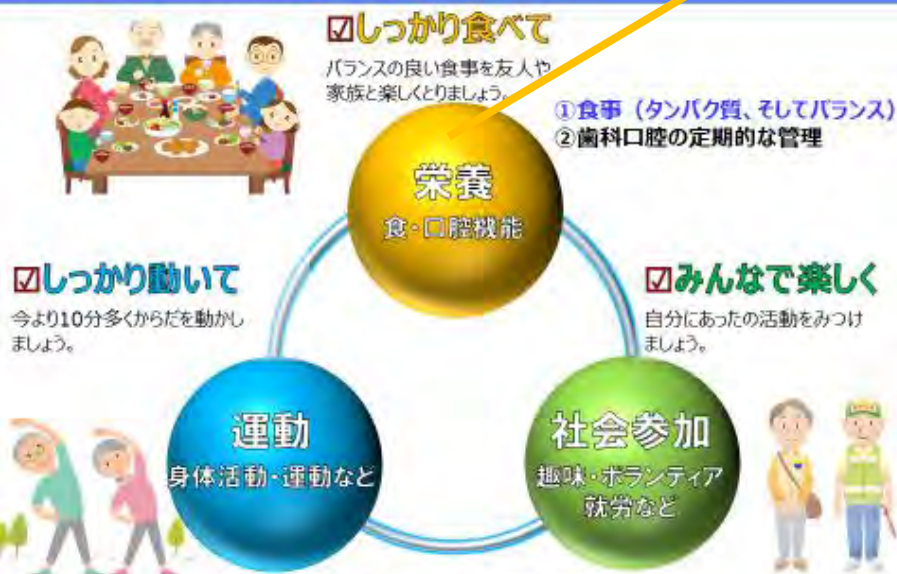 ☑しっかり食べて
バランスの良い食事を友人や
家族と楽しくとりましょう。
①食事（タンパク質、そしてバランス）
②歯科口腔の定期的な管理
栄養
食・口腔機能
☑しっかり動いて
今より10分多くからだを動かし
ましょう。
☑みんなで楽しく
自分にあったの活動をみつけ
ましょう。
運動
身体活動・運動など
社会参加
趣味・ボランティア
就労など